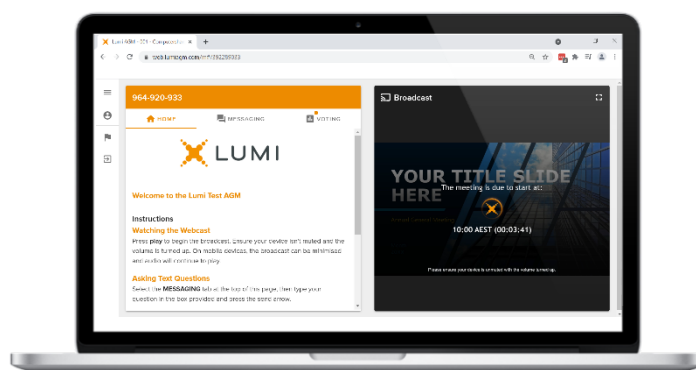 964-920-933
HOME
MESSAGING
VOTING
LUMI
Welcome to the Lumi Test AGM
Instructions
Watching the Webcast
Press play to begin the broadcast. Ensure your device isn't muted and the
volume is turned up. On mobile devices, the broadcast can be minimised
and audio will continue to play.
Asking Text Questions
Select the MESSAGING tab at the top of this page, then type your
question in the box provided and press the send arrow.
Broadcast
YOUR TITLE SLIDE
HERE
The meeting is due to start at:
10:00 AEST (00:03:41)
Please ensure your device is unmuted with the volume turned up.